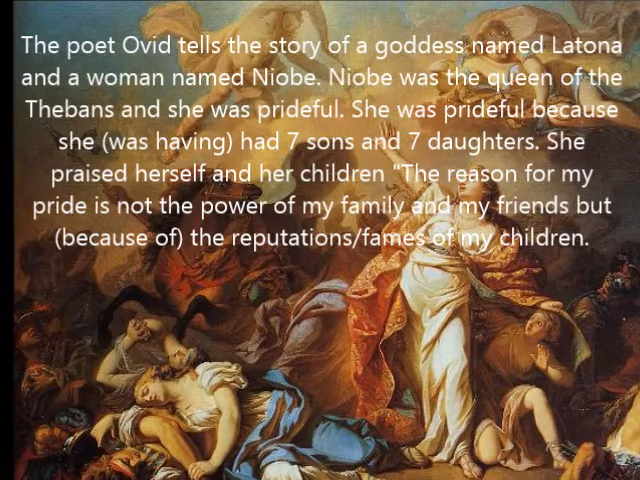 The poet Ovid tells the story of a goddess named Latona
and a woman named Niobe. Niobe was the queen of the
Thebans and she was prideful. She was prideful because
she (was having) had 7 sons and 7 daughters. She
praised herself and her children "The reason for my
pride is not the power of my family and my friends but
(because of) the reputations/fames of my children.